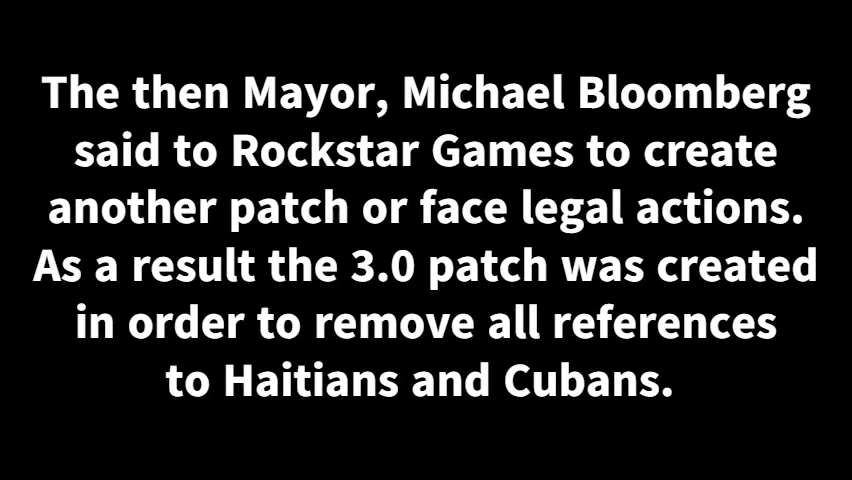 The then Mayor, Michael Bloomberg
said to Rockstar Games to create
another patch or face legal actions.
As a result the 3.0 patch was created
in order to remove all references
to Haitians and Cubans.